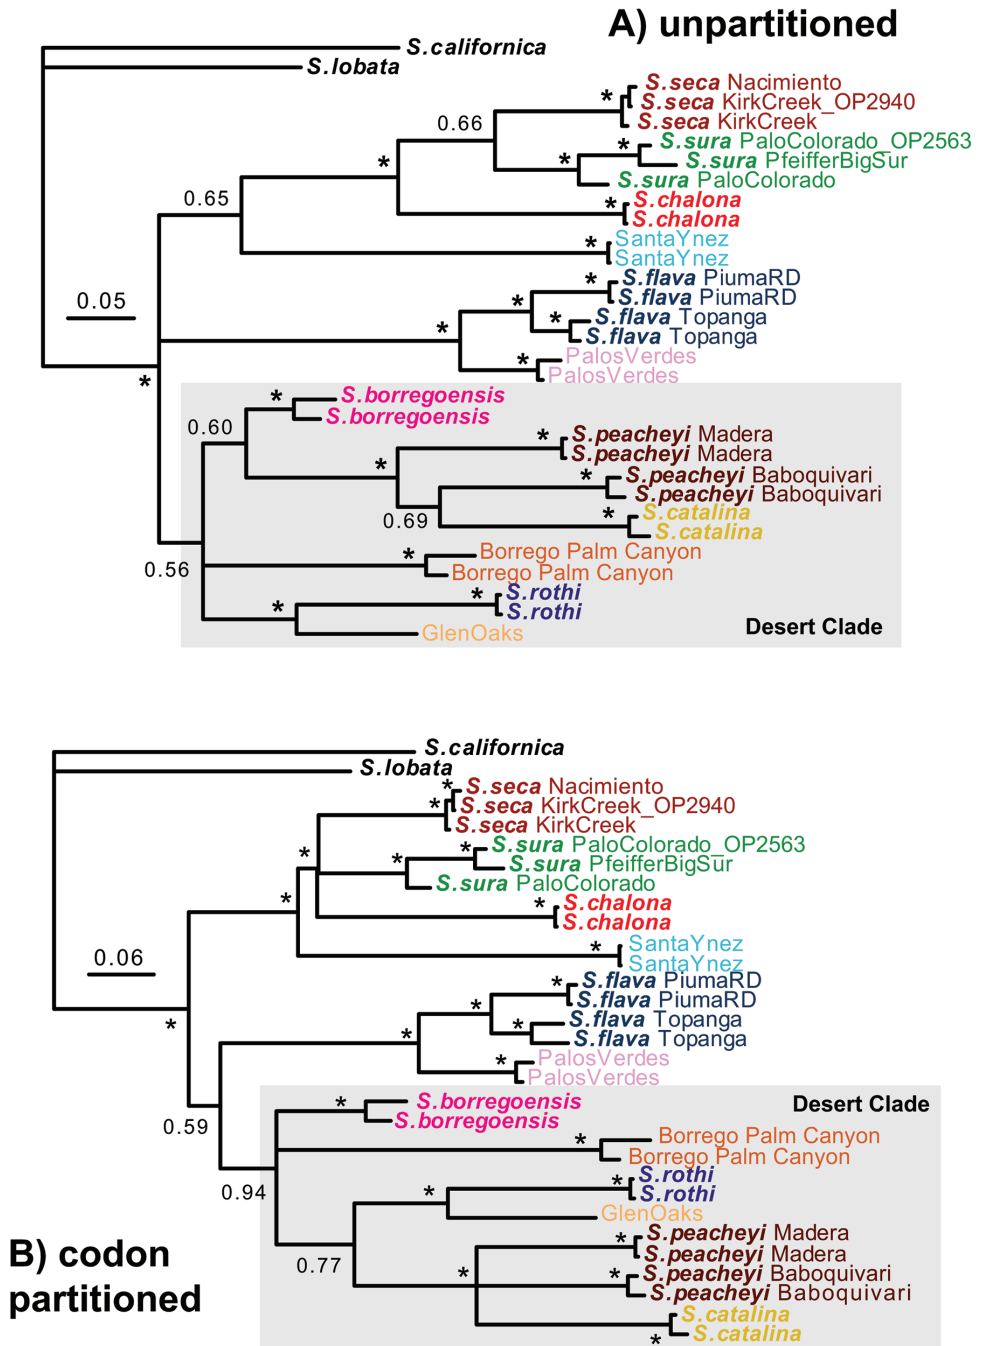 A) unpartitioned
S.californica
S.lobata
S.seca Nacimiento
* S.seca KirkCreek_OP2940
S.seca KirkCreek
0.66
* S.sura PaloColorado_OP2563
* * S.sura PfeifferBigSur
S.sura PaloColorado
0.65
* S.chalona
S.chalona
* SantaYnez
SantaYnez
* S.flava PiumaRD
S.flava PiumaRD
0.05
* * S.flava Topanga
* S.flava Topanga
* PalosVerdes
PalosVerdes
*
* S.borregoensis
S.borregoensis
0.60
* S.peacheyi Madera
S.peacheyi Madera
* * S.peacheyi Baboquivari
S.peacheyi Baboquivari
0.69
* S.catalina
S.catalina
* Borrego Palm Canyon
Borrego Palm Canyon
0.56
* S.rothi
S.rothi
* GlenOaks
Desert Clade
S.californica
S.lobata
* S.seca Nacimiento
* S.seca KirkCreek_OP2940
S.seca KirkCreek
* S.sura PaloColorado_OP2563
* * S.sura PfeifferBigSur
S.sura PaloColorado
* * S.chalona
S.chalona
* SantaYnez
SantaYnez
0.06
* S.flava PiumaRD
* S.flava PiumaRD
* S.flava Topanga
* S.flava Topanga
* PalosVerdes
PalosVerdes
*
0.59
* S.borregoensis
S.borregoensis
Desert Clade
* Borrego Palm Canyon
Borrego Palm Canyon
0.94
* S.rothi
* S.rothi
GlenOaks
* S.peacheyi Madera
S.peacheyi Madera
0.77
* * S.peacheyi Baboquivari
S.peacheyi Baboquivari
S.catalina
* S.catalina
B) codon
partitioned